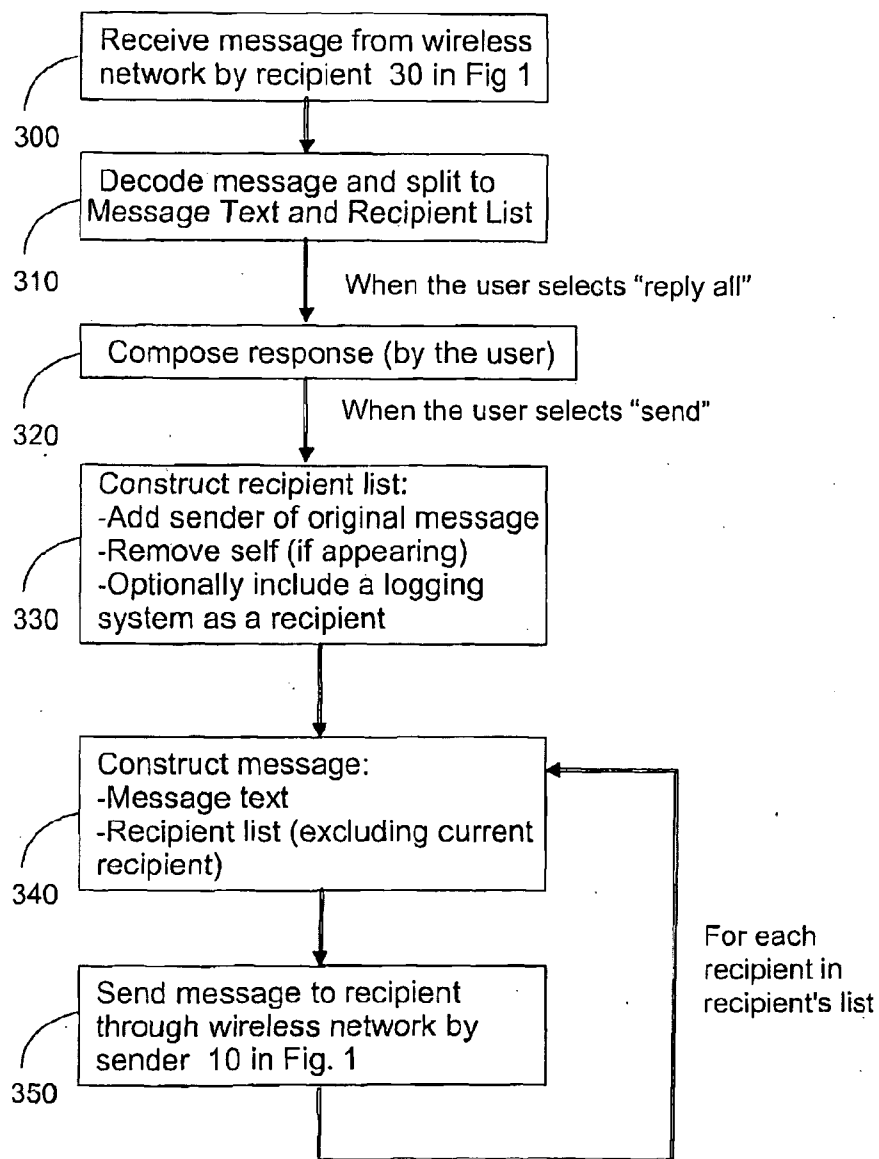 Receive message from wireless
network by recipient 30 in Fig 1
300
Decode message and split to
Message Text and Recipient List
310
When the user selects “reply all”
Compose response (by the user)
320
When the user selects “send”
Construct recipient list:
-Add sender of original message
-Remove self (if appearing)
-Optionally include a logging
system as a recipient
330
Construct message:
-Message text
-Recipient list (excluding current
recipient)
340
For each
recipient in
recipient's list
Send message to recipient
through wireless network by
sender 10 in Fig. 1
350